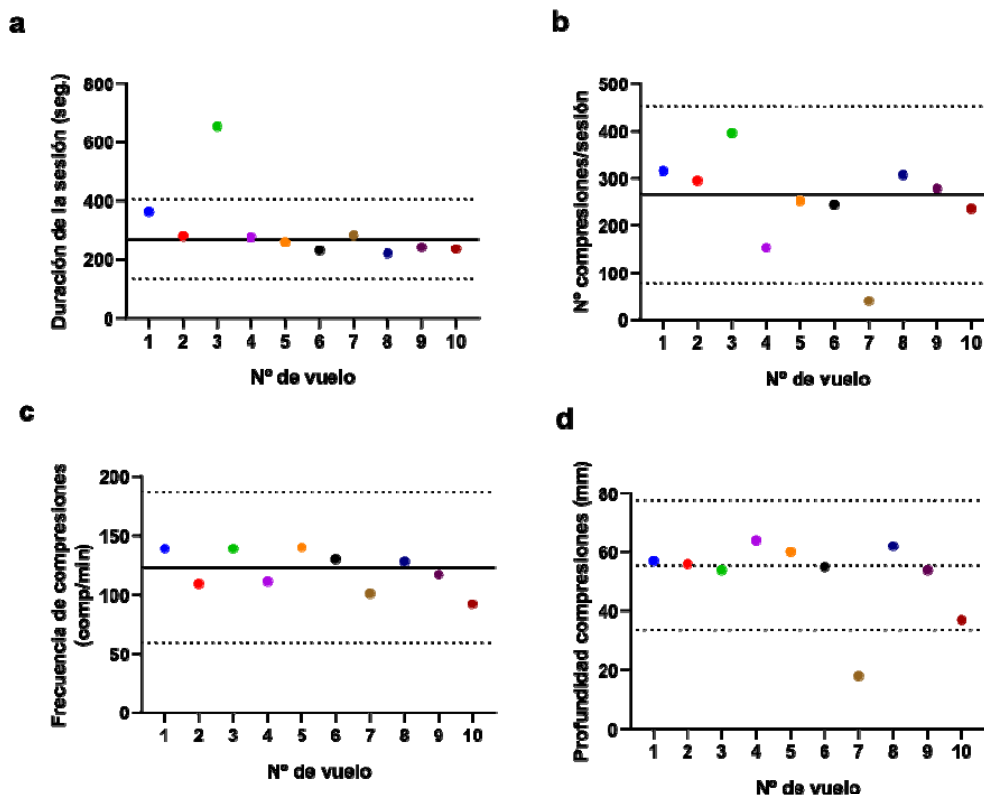 a
Duración de la sesión (seg.)
800
600
400
200
0
1 2 3 4 5 6 7 8 9 10
Nº de vuelo
b
Nº compresiones/sesión
500
400
300
200
100
0
1 2 3 4 5 6 7 8 9 10
Nº de vuelo
c
Frecuencia de compresiones
(comp/min)
200
150
100
50
0
1 2 3 4 5 6 7 8 9 10
Nº de vuelo
d
Profundidad compresiones (mm)
80
60
40
20
0
1 2 3 4 5 6 7 8 9 10
Nº de vuelo